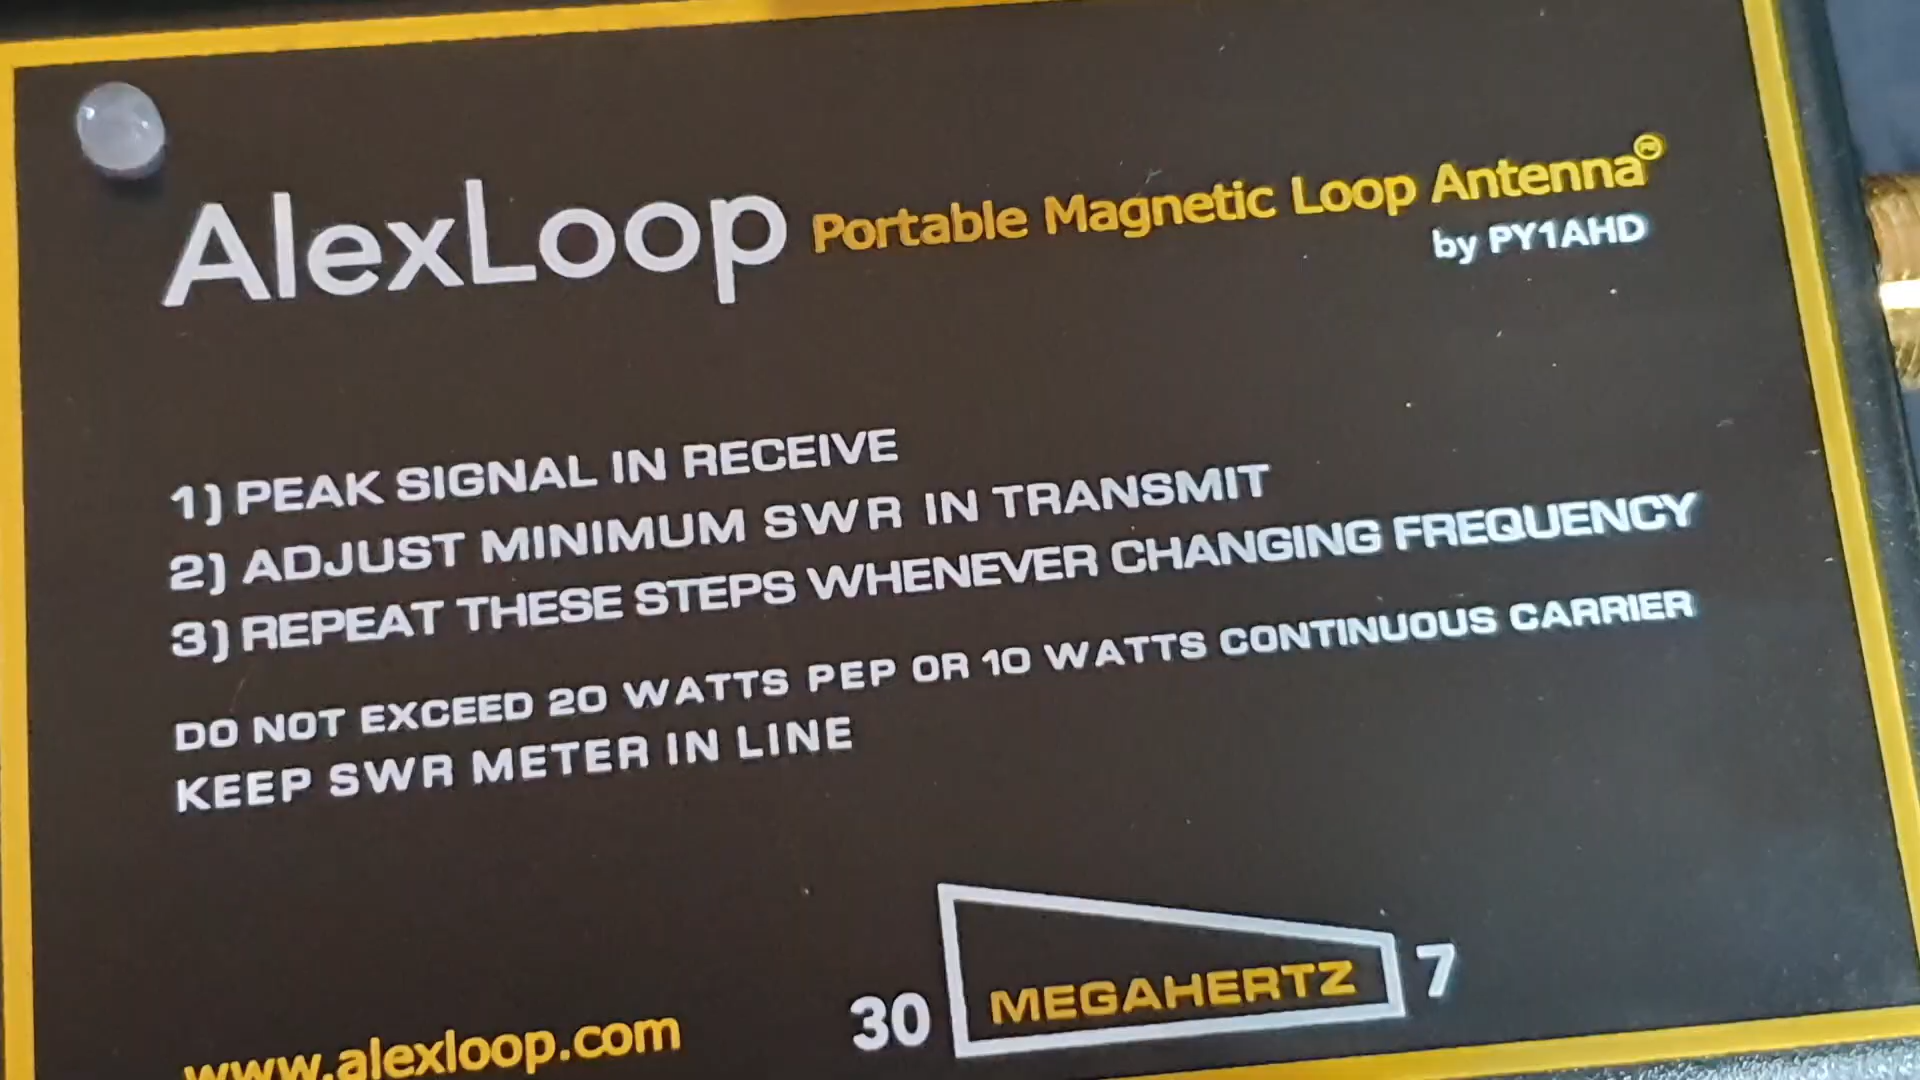 AlexLoop Portable Magnetic Loop Antenna®
by PY1AHD
1) PEAK SIGNAL IN RECEIVE
2) ADJUST MINIMUM SWR IN TRANSMIT
3) REPEAT THESE STEPS WHENEVER CHANGING FREQUENCY
DO NOT EXCEED 20 WATTS PEP OR 10 WATTS CONTINUOUS CARRIER
KEEP SWR METER IN LINE
30 MEGAHERTZ 7
www.alexloop.com